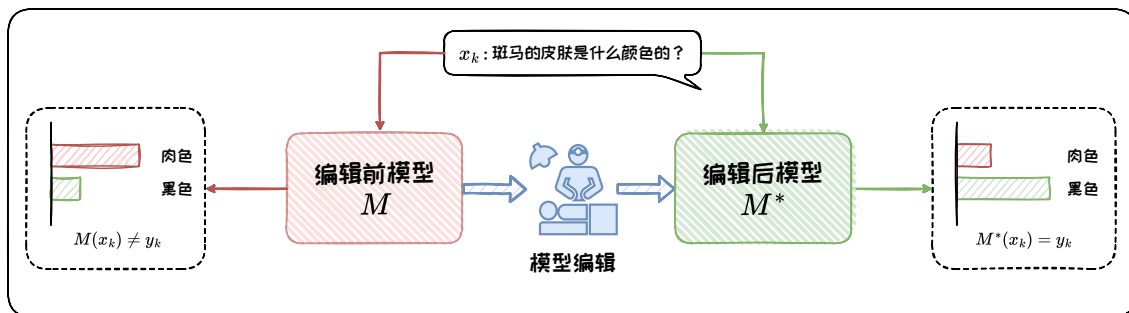 x_k : 斑马的皮肤是什么颜色的？
肉色
黑色
M(x_k) ≠ y_k
编辑前模型
M
模型编辑
编辑后模型
M*
肉色
黑色
M*(x_k) = y_k